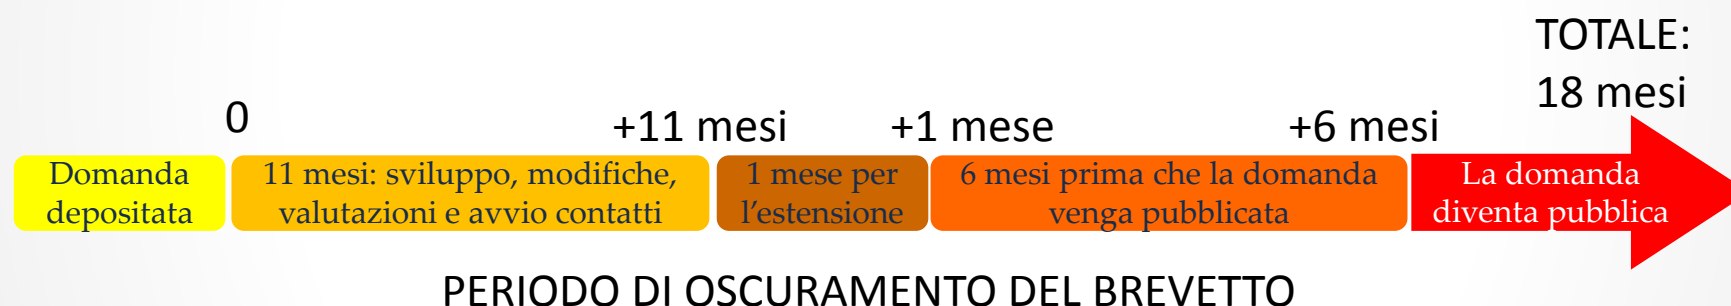 TOTALE:
18 mesi
0
+11 mesi
+1 mese
+6 mesi
Domanda
depositata
11 mesi: sviluppo, modifiche,
valutazioni e avvio contatti
1 mese per
l'estensione
6 mesi prima che la domanda
venga pubblicata
La domanda
diventa pubblica
PERIODO DI OSCURAMENTO DEL BREVETTO